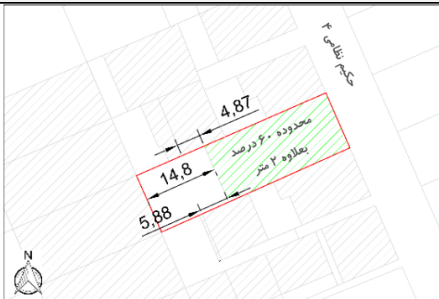 حکیم نظامی ۴
4,87
محدوده ۶۰ درصد
بعلاوه ۲ متر
14,8
5,88
N